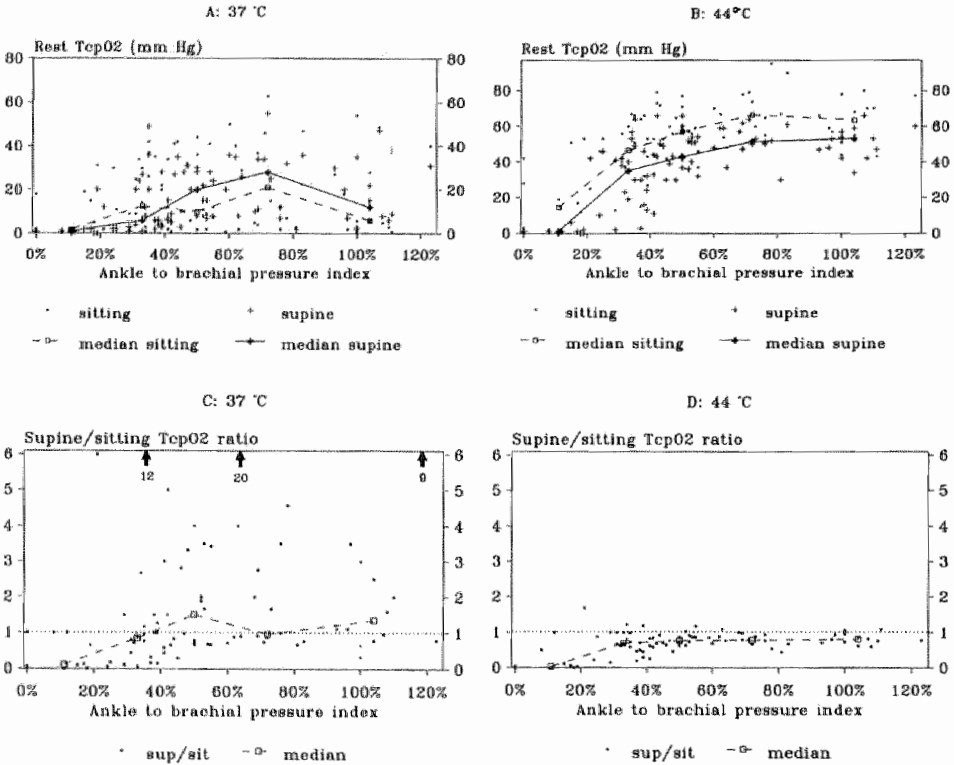 A: 37 °C
Rest TcpO2 (mm Hg)
80 80
60 60
40 40
20 20
0 0
0% 20% 40% 60% 80% 100% 120%
Ankle to brachial pressure index
sitting supine
median sitting median supine
B: 44°C
Rest TcpO2 (mm Hg)
80 80
60 60
40 40
20 20
0 0
0% 20% 40% 60% 80% 100% 120%
Ankle to brachial pressure index
sitting supine
median sitting median supine
C: 37 °C
Supine/sitting TcpO2 ratio
6 6
12 20 9
5 5
4 4
3 3
2 2
1 1
0 0
0% 20% 40% 60% 80% 100% 120%
Ankle to brachial pressure index
sup/sit median
D: 44 °C
Supine/sitting TcpO2 ratio
6 6
5 5
4 4
3 3
2 2
1 1
0 0
0% 20% 40% 60% 80% 100% 120%
Ankle to brachial pressure index
sup/sit median